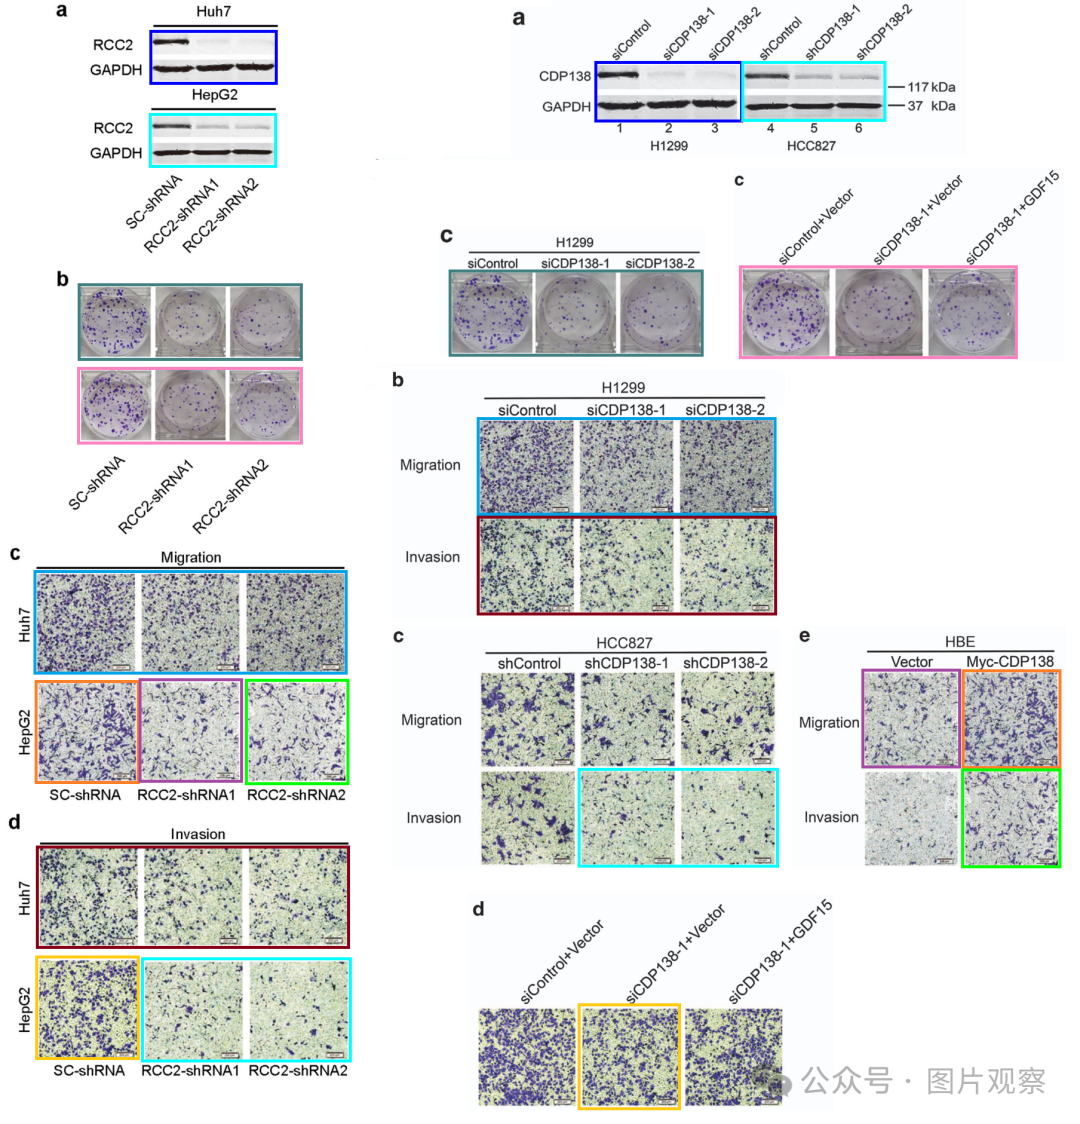 a
Huh7
RCC2
GAPDH
HepG2
RCC2
GAPDH
SC-shRNA
RCC2-shRNA1
RCC2-shRNA2
b
SC-shRNA
RCC2-shRNA1
RCC2-shRNA2
c
Migration
Huh7
HepG2
SC-shRNA RCC2-shRNA1 RCC2-shRNA2
d
Invasion
Huh7
HepG2
SC-shRNA RCC2-shRNA1 RCC2-shRNA2
a
siControl
siCDP138-1
siCDP138-2
shControl
shCDP138-1
shCDP138-2
CDP138
117 kDa
GAPDH
37 kDa
1 2 3 4 5 6
H1299 HCC827
c
H1299
siControl siCDP138-1 siCDP138-2
c
siControl+Vector
siCDP138-1+Vector
siCDP138-1+GDF15
b
H1299
siControl siCDP138-1 siCDP138-2
Migration
Invasion
c
HCC827
shControl shCDP138-1 shCDP138-2
Migration
Invasion
e
HBE
Vector Myc-CDP138
Migration
Invasion
d
siControl+Vector
siCDP138-1+Vector
siCDP138-1+GDF15
公众号 · 图片观察